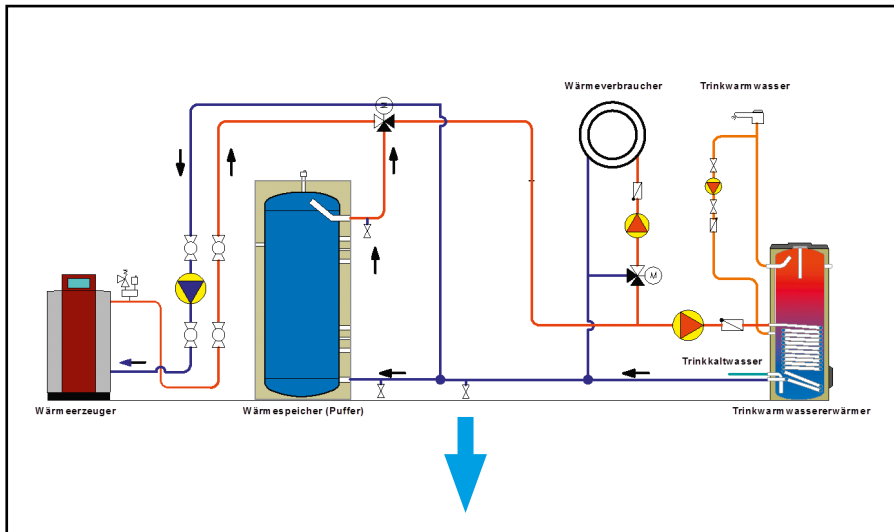 Wärmeverbraucher
Trinkwarmwasser
M
Trinkkaltwasser
Wärmeerzeuger
Wärmespeicher (Puffer)
Trinkwarmwassererwärmer